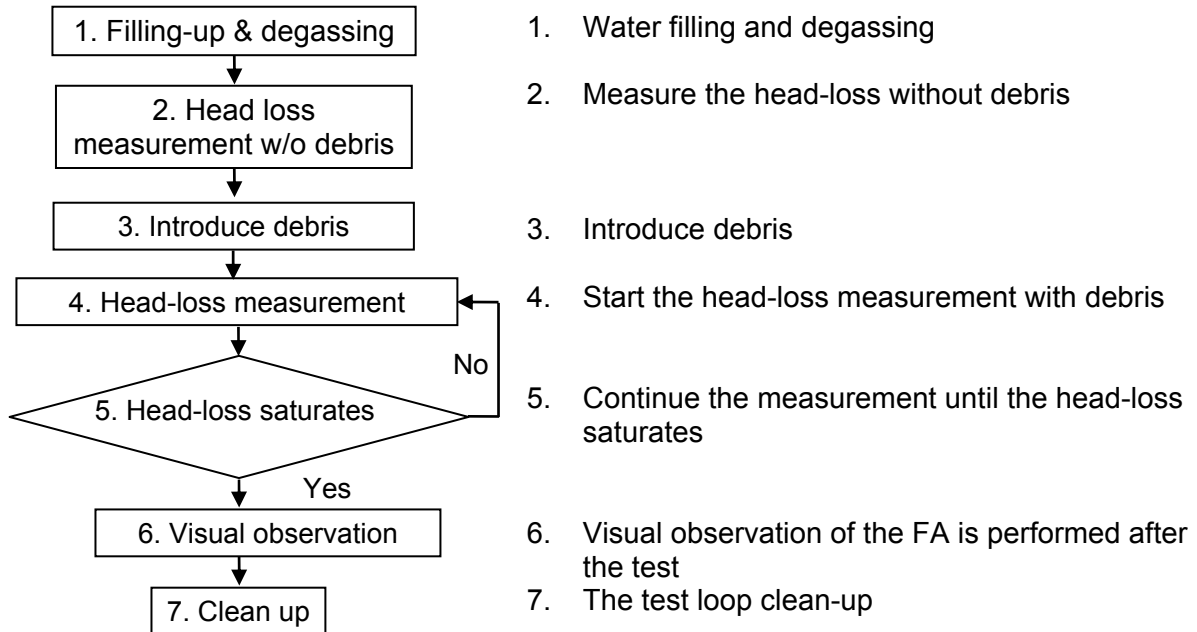 1. Filling-up & degassing
2. Head loss
measurement w/o debris
3. Introduce debris
4. Head-loss measurement
No
5. Head-loss saturates
Yes
6. Visual observation
7. Clean up
1. Water filling and degassing
2. Measure the head-loss without debris
3. Introduce debris
4. Start the head-loss measurement with debris
5. Continue the measurement until the head-loss
saturates
6. Visual observation of the FA is performed after
the test
7. The test loop clean-up